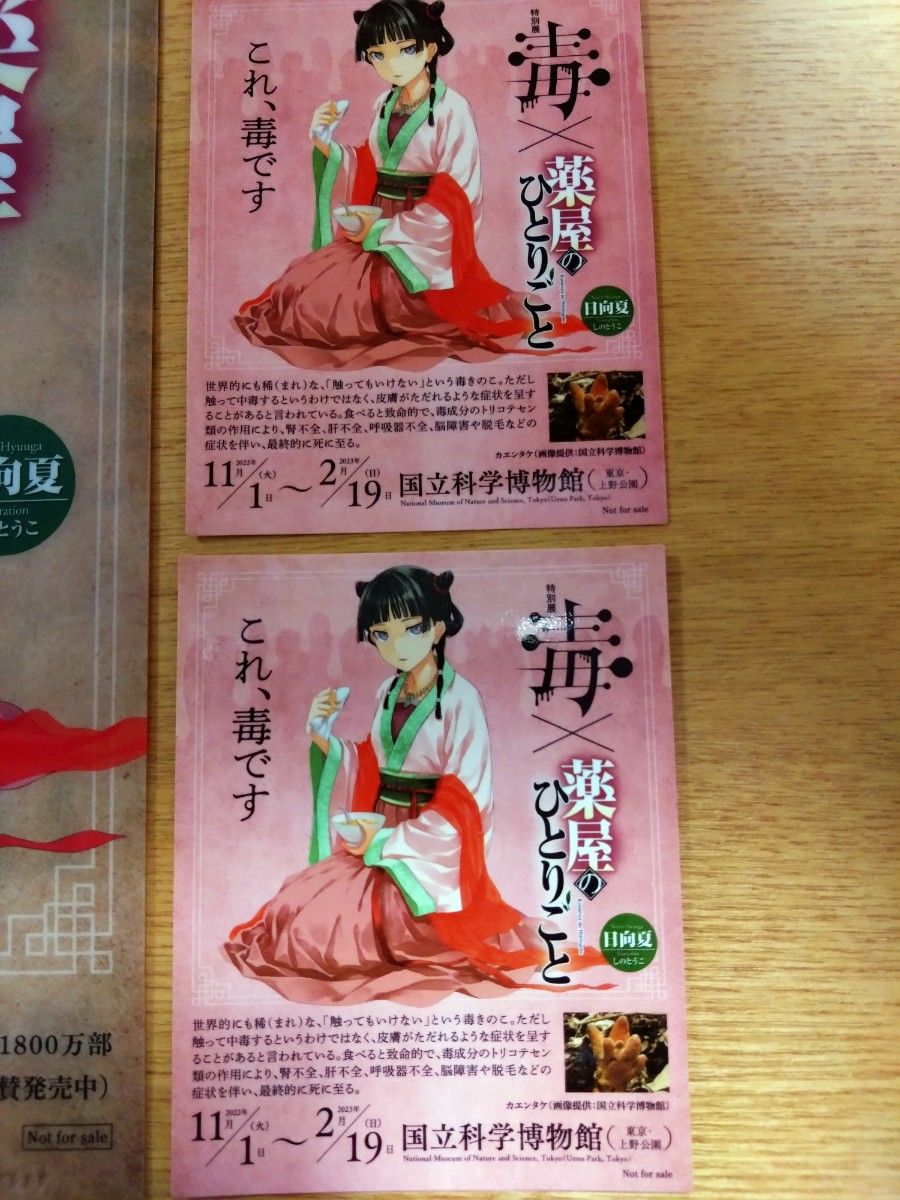 Hyuuga
向夏
ration
とうこ
1800万部
賛発売中)
Not for sale
これ、毒です
特別展
毒
×
薬屋の
ひとりごと
日向夏
しのとうこ
世界的にも稀(まれ)な、「触ってもいけない」という毒きのこ。ただし
触って中毒するというわけではなく、皮膚がただれるような症状を呈す
ることがあると言われている。食べると致命的で、毒成分のトリコテセン
類の作用により、腎不全、肝不全、呼吸器不全、脳障害や脱毛などの
症状を伴い、最終的に死に至る。
カエンタケ(画像提供:国立科学博物館)
2022年 11月/1日(火)〜2023年 2月/19日(日) 国立科学博物館(東京・上野公園)
National Museum of Nature and Science, Tokyo(Ueno Park, Tokyo)
Not for sale
これ、毒です
特別展
毒
×
薬屋の
ひとりごと
日向夏
しのとうこ
世界的にも稀(まれ)な、「触ってもいけない」という毒きのこ。ただし
触って中毒するというわけではなく、皮膚がただれるような症状を呈す
ることがあると言われている。食べると致命的で、毒成分のトリコテセン
類の作用により、腎不全、肝不全、呼吸器不全、脳障害や脱毛などの
症状を伴い、最終的に死に至る。
カエンタケ(画像提供:国立科学博物館)
2022年 11月/1日(火)〜2023年 2月/19日(日) 国立科学博物館(東京・上野公園)
National Museum of Nature and Science, Tokyo(Ueno Park, Tokyo)
Not for sale